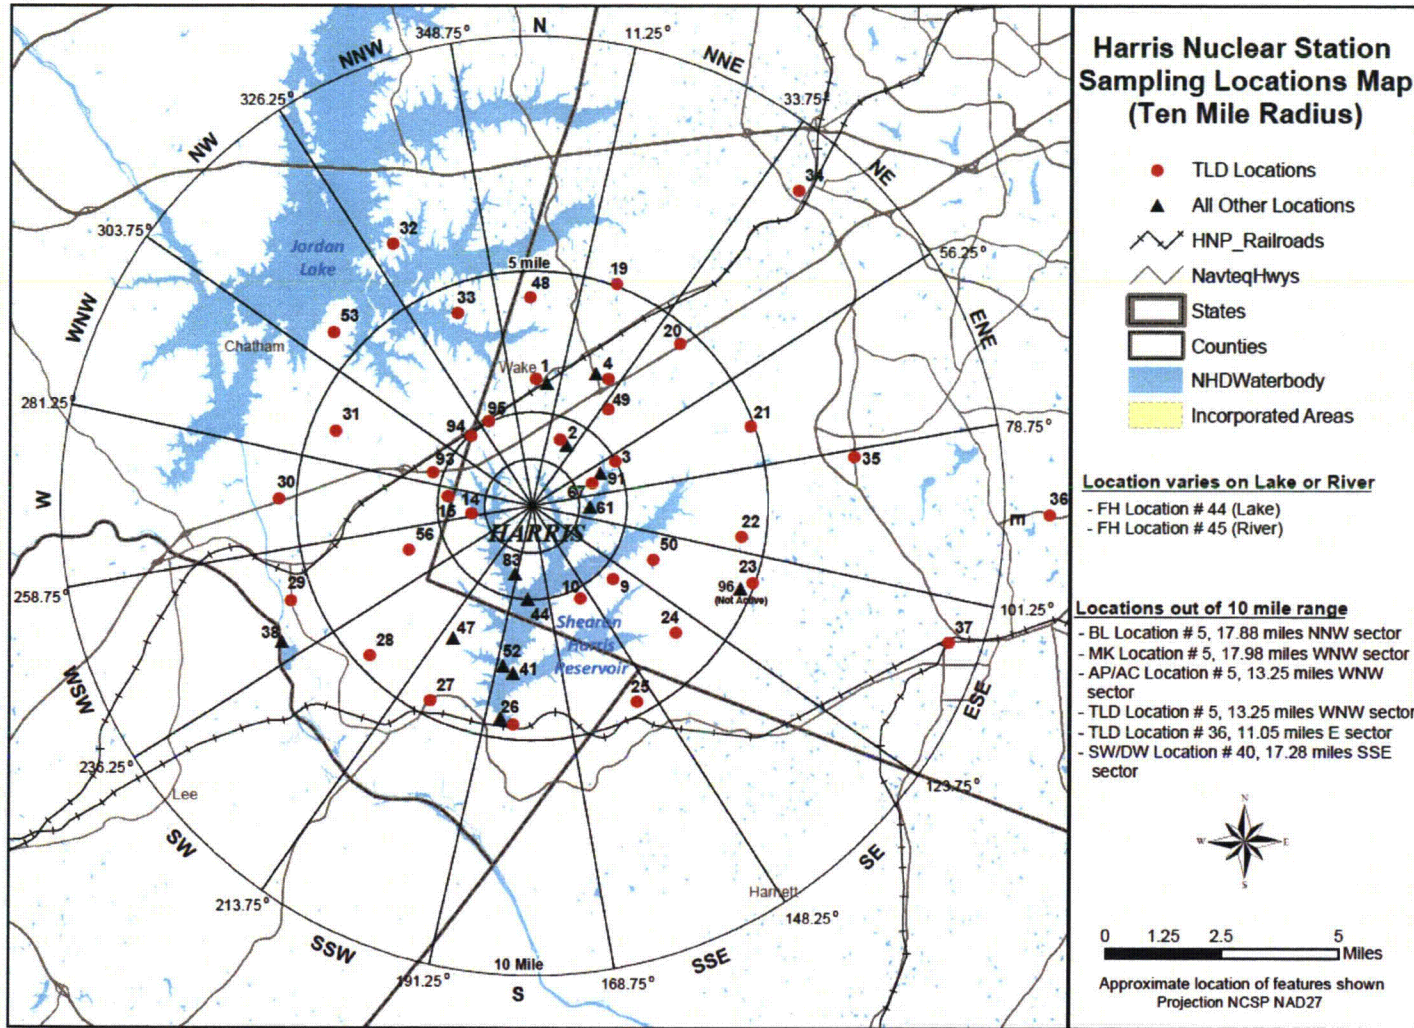 N
348.75°
11.25°
NNW
NNE
326.25°
33.75°
NW
NE
34
303.75°
32
Jordan
Lake
56.25°
5 mile
19
48
33
ENE
53
WNW
20
Chatham
Wake
1
4
281.25°
49
31
95
21
78.75°
94
2
3
35
93
91
30
67
36
W
14
61
15
E
HARRIS
22
56
50
83
23
29
9
96
(Not Active)
10
258.75°
101.25°
44
24
38
47
Shearon
Harris
Reservoir
37
28
52
41
WSW
27
25
ESE
26
236.25°
123.75°
Lee
SW
SE
Harnett
213.75°
148.25°
SSW
SSE
10 Mile
191.25°
168.75°
S
Harris Nuclear Station
Sampling Locations Map
(Ten Mile Radius)
TLD Locations
All Other Locations
HNP_Railroads
NavteqHwys
States
Counties
NHDWaterbody
Incorporated Areas
Location varies on Lake or River
- FH Location # 44 (Lake)
- FH Location # 45 (River)
Locations out of 10 mile range
- BL Location # 5, 17.88 miles NNW sector
- MK Location # 5, 17.98 miles WNW sector
- AP/AC Location # 5, 13.25 miles WNW
sector
- TLD Location # 5, 13.25 miles WNW sector
- TLD Location # 36, 11.05 miles E sector
- SW/DW Location # 40, 17.28 miles SSE
sector
N
W E
S
0 1.25 2.5 5
Miles
Approximate location of features shown
Projection NCSP NAD27